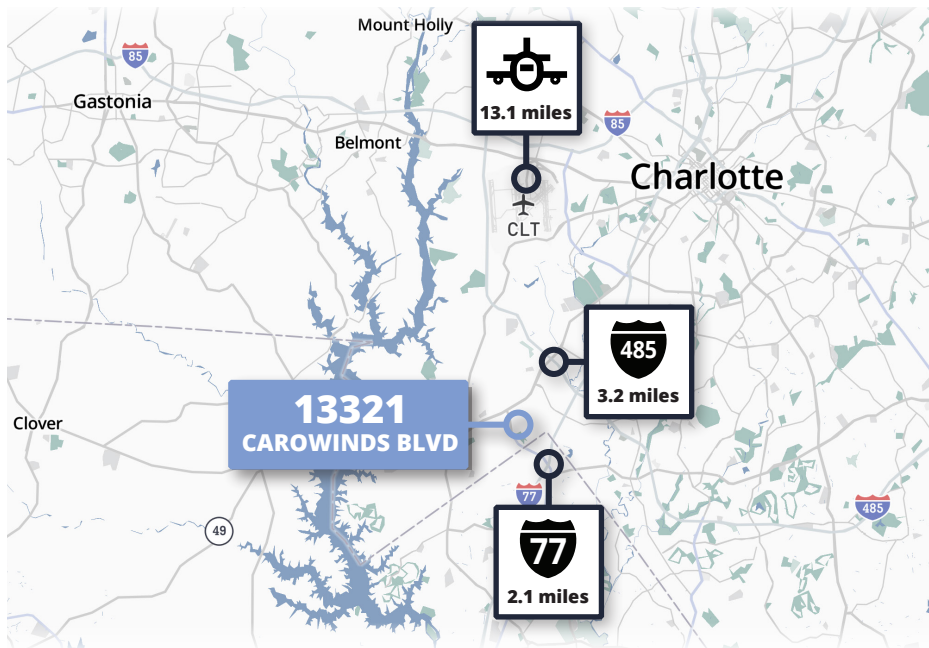 Mount Holly
85
Gastonia
13.1 miles
85
Belmont
Charlotte
CLT
485
3.2 miles
13321
CAROWINDS BLVD
Clover
77
485
49
77
2.1 miles